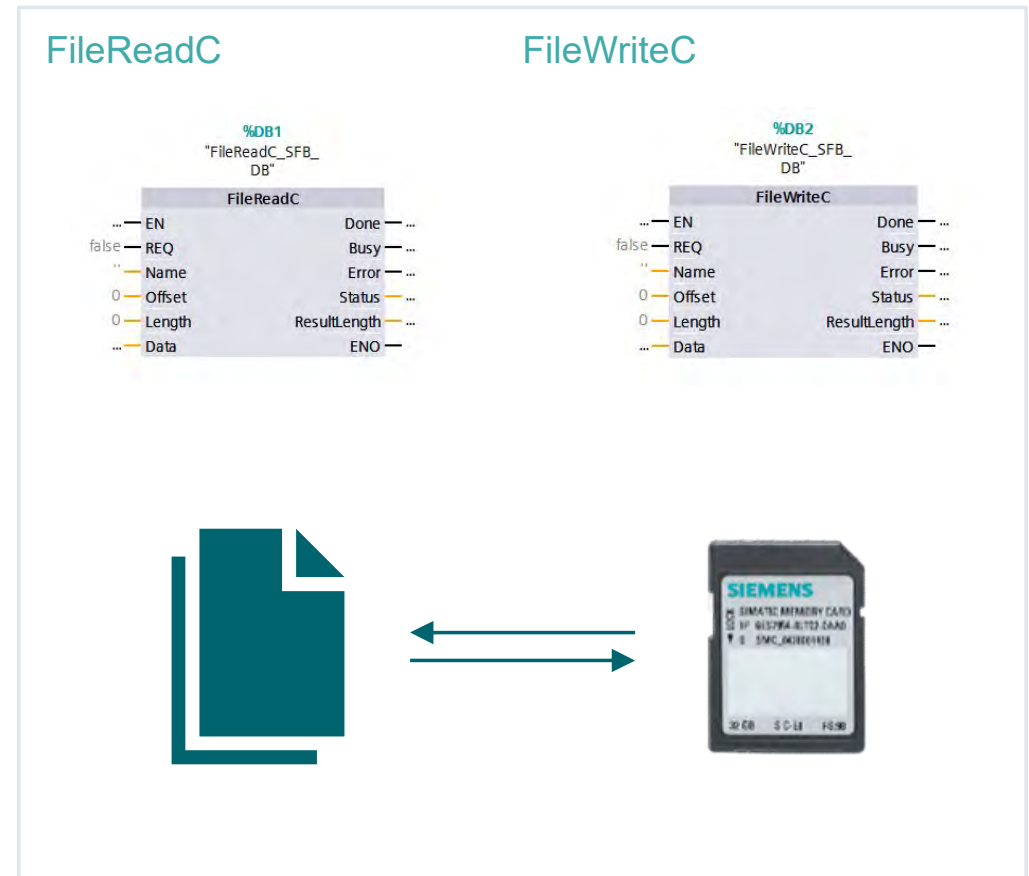 FileReadC
FileWriteC
%DB1
"FileReadC_SFB_
DB"
FileReadC
... EN Done ...
false REQ Busy ...
'' Name Error ...
0 Offset Status ...
0 Length ResultLength ...
... Data ENO
%DB2
"FileWriteC_SFB_
DB"
FileWriteC
... EN Done ...
false REQ Busy ...
'' Name Error ...
0 Offset Status ...
0 Length ResultLength ...
... Data ENO
SIEMENS
LOCK
SIMATIC MEMORY CARD
32 GB